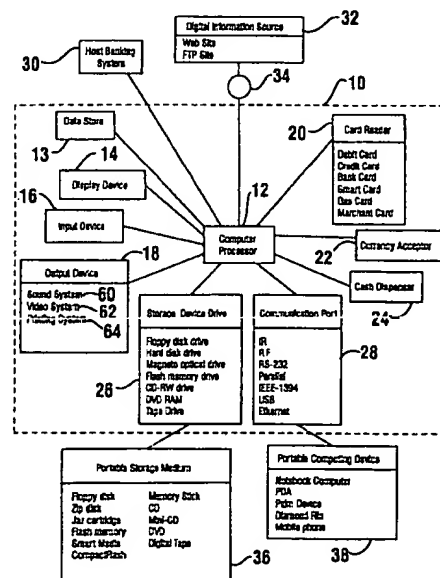 Digital Information Source
Web Site
FTP Site
32
30
Host Banking
System
34
10
Data Store
13
14
Display Device
16
Input Device
12
Computer
Processor
20
Card Reader
Debit Card
Credit Card
Bank Card
Smart Card
Gas Card
Merchant Card
Currency Acceptor
22
Cash Dispenser
24
18
Output Device
Sound System 60
Video System 62
Printing System 64
Storage Device Drive
Floppy disk drive
Hard disk drive
Magneto optical drive
Flash memory drive
CD-RW drive
DVD RAM
Tape Drive
26
Communication Port
IR
RF
RS-232
Parallel
IEEE-1394
USB
Ethernet
28
Portable Storage Medium
Floppy disk Memory Stick
Zip disk CD
Jaz cartridge Mini-CD
Flash memory DVD
Smart Media Digital Tape
CompactFlash
36
Portable Computing Device
Notebook Computer
PDA
Palm Device
Diamond Rio
Mobile phone
38